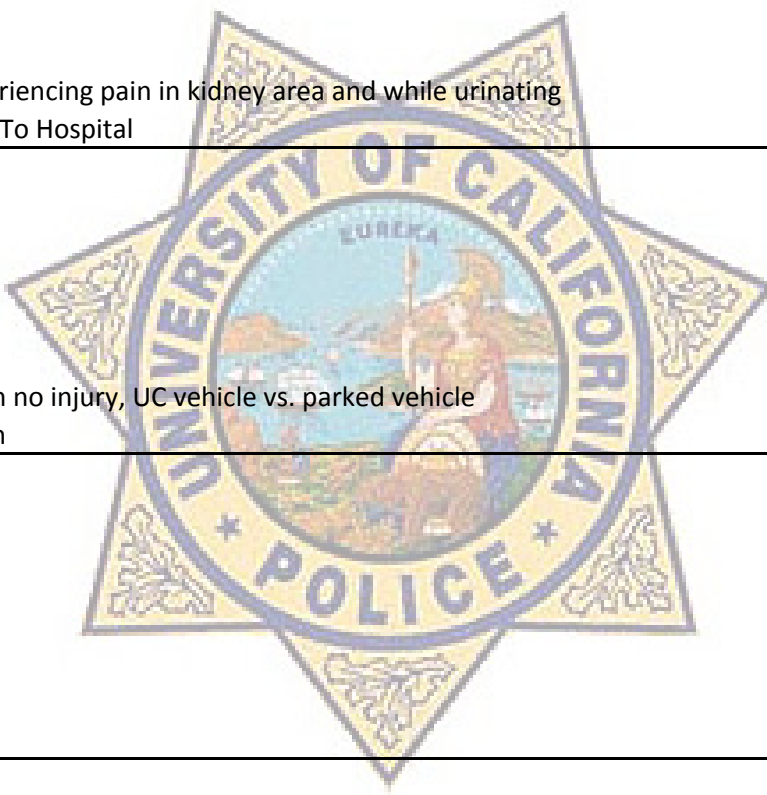 riencing pain in kidney area and while urinating
To Hospital
UNIVERSITY OF CALIFORNIA
EUREKA
n no injury, UC vehicle vs. parked vehicle
n
POLICE